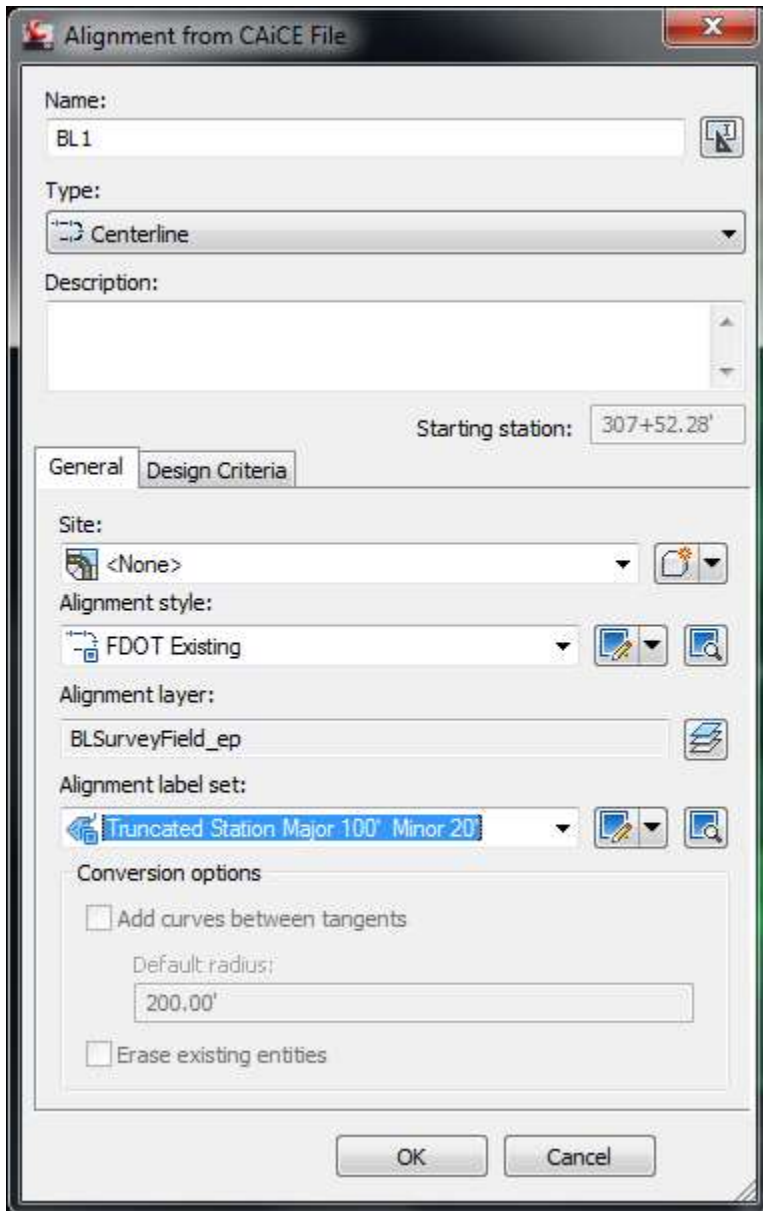 Alignment from CAiCE File
Name:
BL1
Type:
Centerline
Description:
Starting station: 307+52.28'
General Design Criteria
Site:
<None>
Alignment style:
FDOT Existing
Alignment layer:
BLSurveyField_ep
Alignment label set:
Truncated Station Major 100' Minor 20'
Conversion options
Add curves between tangents
Default radius:
200.00'
Erase existing entities
OK Cancel